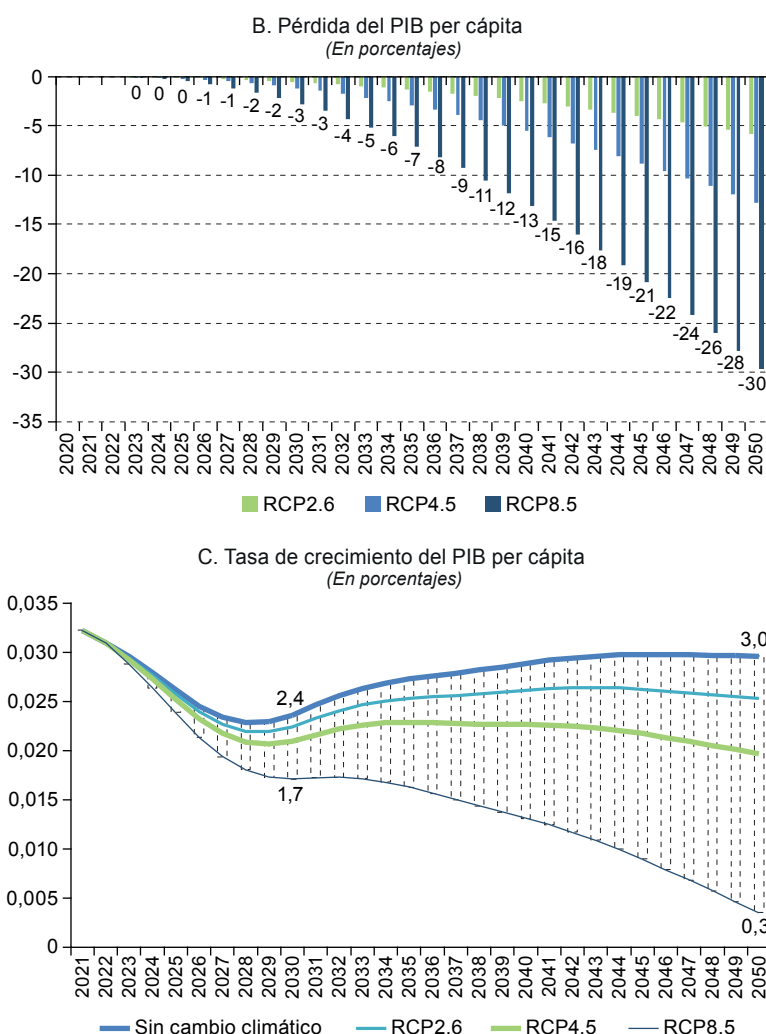 B. Pérdida del PIB per cápita
(En porcentajes)
0
-5
-10
-15
-20
-25
-30
-35
0 0 0 -1 -1 -2 -2 -3 -3 -4 -5 -6 -7 -8 -9 -11 -12 -13 -15 -16 -18 -19 -21 -22 -24 -26 -28 -30
2020 2021 2022 2023 2024 2025 2026 2027 2028 2029 2030 2031 2032 2033 2034 2035 2036 2037 2038 2039 2040 2041 2042 2043 2044 2045 2046 2047 2048 2049 2050
RCP2.6 RCP4.5 RCP8.5
C. Tasa de crecimiento del PIB per cápita
(En porcentajes)
0,035
0,030
0,025
0,020
0,015
0,010
0,005
0
3,0
2,4
1,7
0,3
2021 2022 2023 2024 2025 2026 2027 2028 2029 2030 2031 2032 2033 2034 2035 2036 2037 2038 2039 2040 2041 2042 2043 2044 2045 2046 2047 2048 2049 2050
Sin cambio climático RCP2.6 RCP4.5 RCP8.5